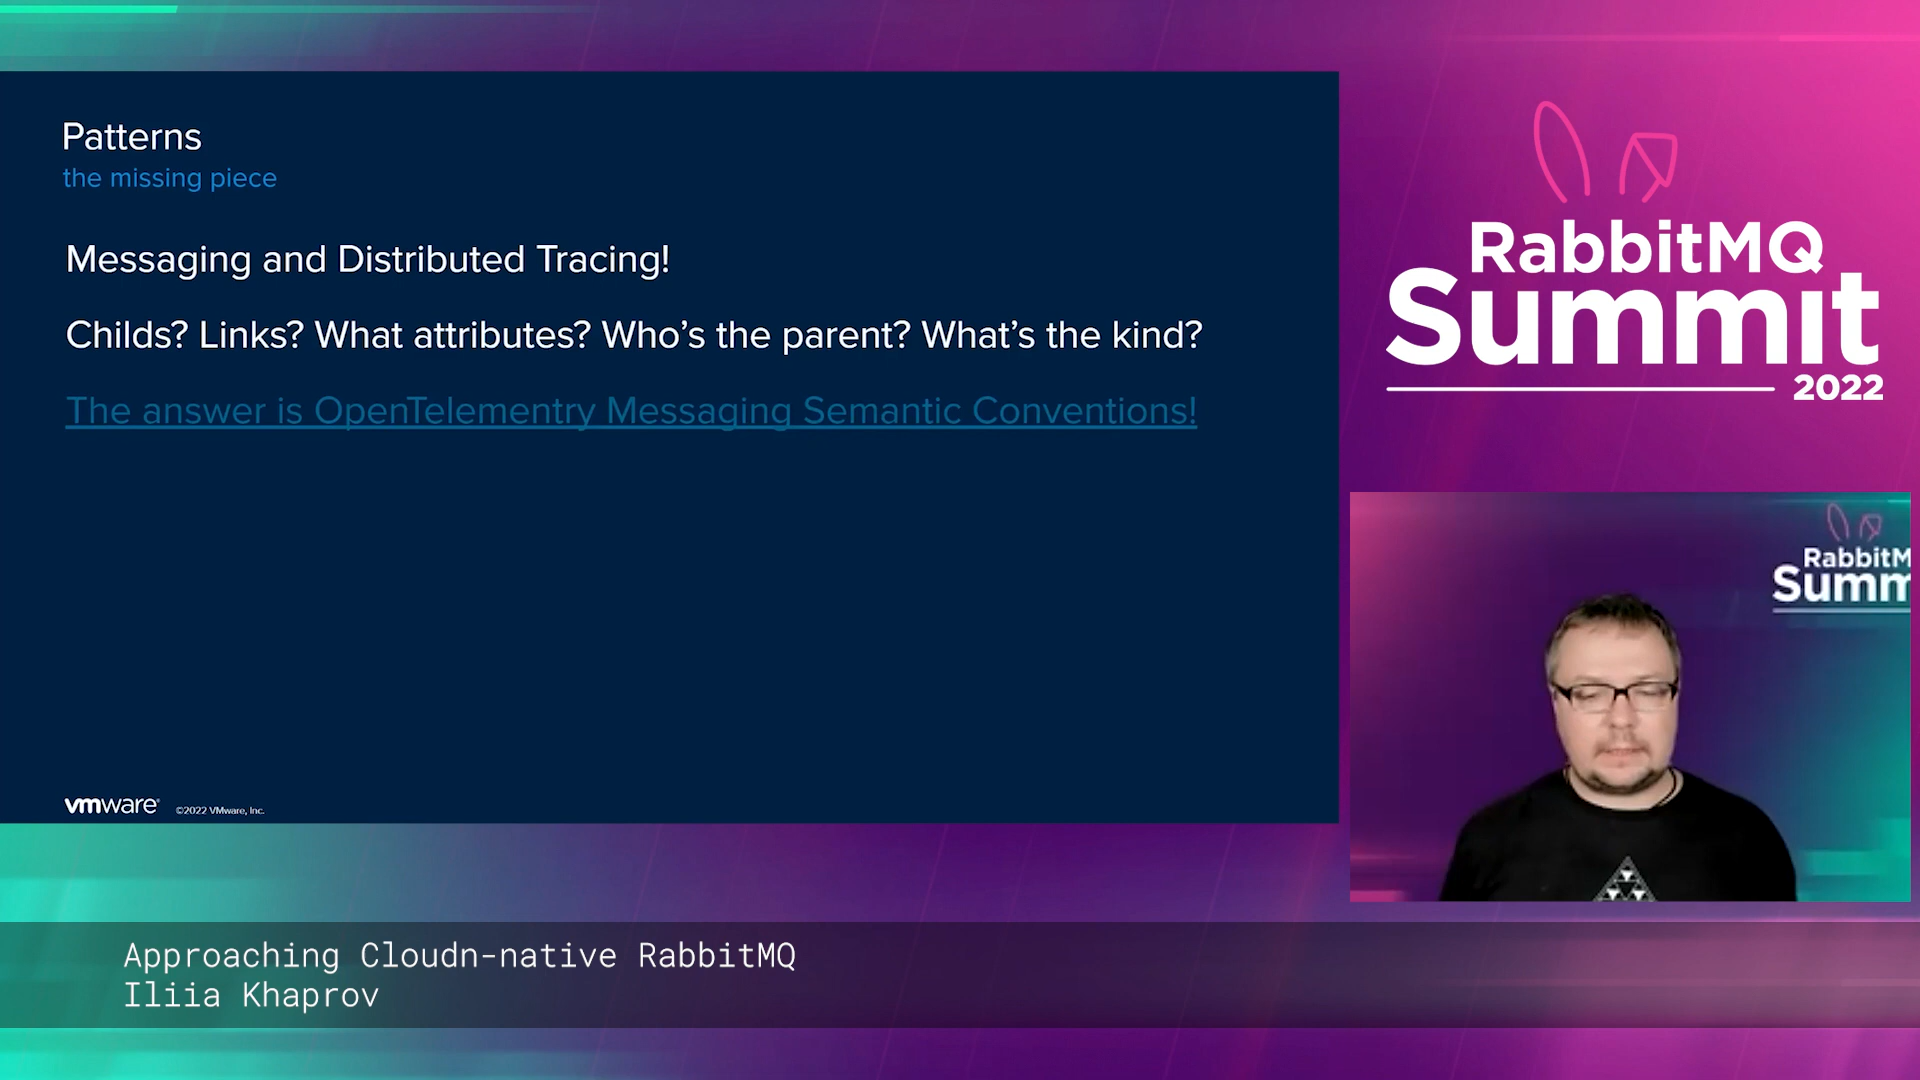 Patterns
the missing piece
Messaging and Distributed Tracing!
Childs? Links? What attributes? Who's the parent? What's the kind?
The answer is OpenTelementry Messaging Semantic Conventions!
vmware
©2022 VMware, Inc.
RabbitMQ
Summit
2022
RabbitM
Summ
Approaching Cloudn-native RabbitMQ
Iliia Khaprov